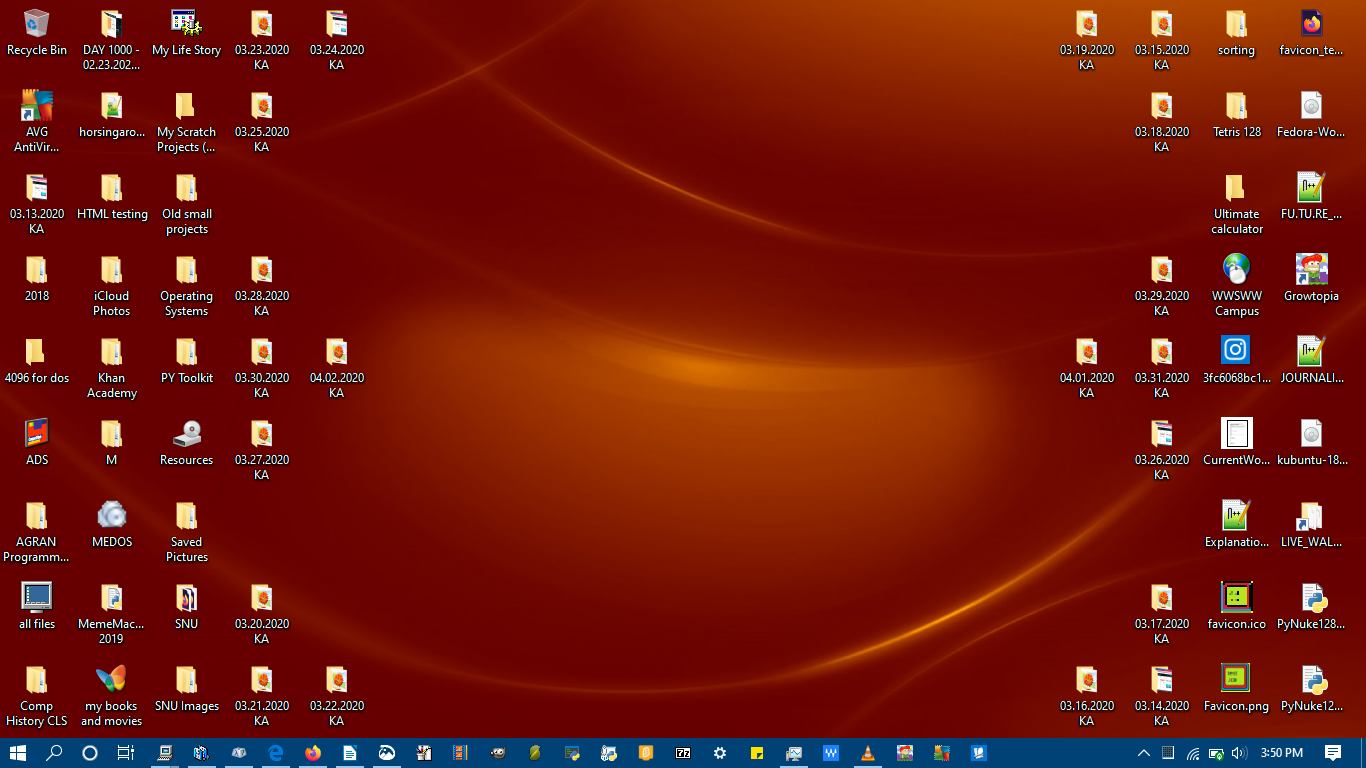 Recycle Bin
DAY 1000 -
02.23.202...
My Life Story
03.23.2020
KA
03.24.2020
KA
03.19.2020
KA
03.15.2020
KA
sorting
favicon_te...
AVG
AntiVir...
horsingaro...
My Scratch
Projects (...
03.25.2020
KA
03.18.2020
KA
Tetris 128
Fedora-Wo...
03.13.2020
KA
HTML testing
Old small
projects
Ultimate
calculator
FU.TU.RE_...
2018
iCloud
Photos
Operating
Systems
03.28.2020
KA
03.29.2020
KA
WWSWW
Campus
Growtopia
4096 for dos
Khan
Academy
PY Toolkit
03.30.2020
KA
04.02.2020
KA
04.01.2020
KA
03.31.2020
KA
3fc6068bc1...
JOURNALI...
ADS
M
Resources
03.27.2020
KA
03.26.2020
KA
CurrentWo...
kubuntu-18...
AGRAN
Programm...
MEDOS
Saved
Pictures
Explanatio...
LIVE_WAL...
all files
MemeMac...
2019
SNU
03.20.2020
KA
03.17.2020
KA
favicon.ico
PyNuke128...
Comp
History CLS
my books
and movies
SNU Images
03.21.2020
KA
03.22.2020
KA
03.16.2020
KA
03.14.2020
KA
Favicon.png
PyNuke12...
3:50 PM